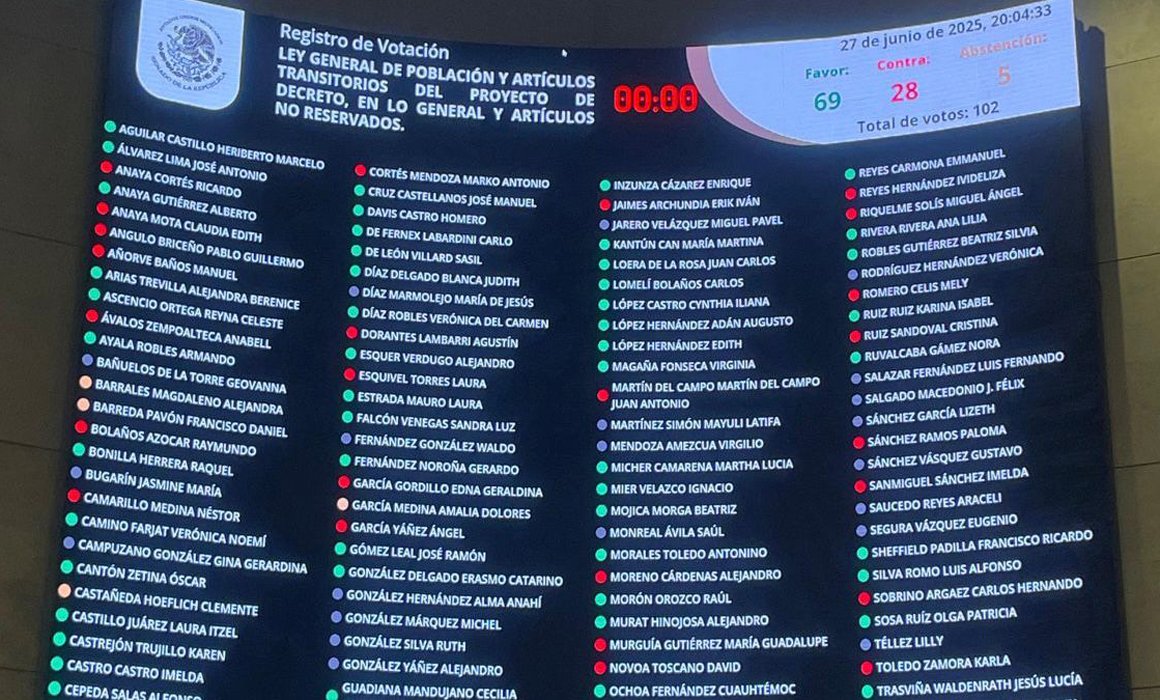 Registro de Votación
LEY GENERAL DE POBLACIÓN Y ARTÍCULOS
TRANSITORIOS DEL PROYECTO DE
DECRETO, EN LO GENERAL Y ARTÍCULOS
NO RESERVADOS.
00:00
27 de junio de 2025, 20:04:33
Favor:
Contra:
Abstención:
69
28
5
Total de votos: 102
AGUILAR CASTILLO HERIBERTO MARCELO
ÁLVAREZ LIMA JOSÉ ANTONIO
ANAYA CORTÉS RICARDO
ANAYA GUTIÉRREZ ALBERTO
ANAYA MOTA CLAUDIA EDITH
ANGULO BRICEÑO PABLO GUILLERMO
AÑORVE BAÑOS MANUEL
ARIAS TREVILLA ALEJANDRA BERENICE
ASCENCIO ORTEGA REYNA CELESTE
ÁVALOS ZEMPOALTECA ANABELL
AYALA ROBLES ARMANDO
BAÑUELOS DE LA TORRE GEOVANNA
BARRALES MAGDALENO ALEJANDRA
BARREDA PAVÓN FRANCISCO DANIEL
BOLAÑOS AZOCAR RAYMUNDO
BONILLA HERRERA RAQUEL
BUGARÍN JASMINE MARÍA
CAMARILLO MEDINA NÉSTOR
CAMINO FARJAT VERÓNICA NOEMÍ
CAMPUZANO GONZÁLEZ GINA GERARDINA
CANTÓN ZETINA ÓSCAR
CASTAÑEDA HOEFLICH CLEMENTE
CASTILLO JUÁREZ LAURA ITZEL
CASTREJÓN TRUJILLO KAREN
CASTRO CASTRO IMELDA
CEPEDA SALAS ALFONSO
CORTÉS MENDOZA MARKO ANTONIO
CRUZ CASTELLANOS JOSÉ MANUEL
DAVIS CASTRO HOMERO
DE FERNEX LABARDINI CARLO
DE LEÓN VILLARD SASIL
DÍAZ DELGADO BLANCA JUDITH
DÍAZ MARMOLEJO MARÍA DE JESÚS
DÍAZ ROBLES VERÓNICA DEL CARMEN
DORANTES LAMBARRI AGUSTÍN
ESQUER VERDUGO ALEJANDRO
ESQUIVEL TORRES LAURA
ESTRADA MAURO LAURA
FALCÓN VENEGAS SANDRA LUZ
FERNÁNDEZ GONZÁLEZ WALDO
FERNÁNDEZ NOROÑA GERARDO
GARCÍA GORDILLO EDNA GERALDINA
GARCÍA MEDINA AMALIA DOLORES
GARCÍA YÁÑEZ ÁNGEL
GÓMEZ LEAL JOSÉ RAMÓN
GONZÁLEZ DELGADO ERASMO CATARINO
GONZÁLEZ HERNÁNDEZ ALMA ANAHÍ
GONZÁLEZ MÁRQUEZ MICHEL
GONZÁLEZ SILVA RUTH
GONZÁLEZ YÁÑEZ ALEJANDRO
GUADIANA MANDUJANO CECILIA
INZUNZA CÁZAREZ ENRIQUE
JAIMES ARCHUNDIA ERIK IVÁN
JARERO VELÁZQUEZ MIGUEL PAVEL
KANTÚN CAN MARÍA MARTINA
LOERA DE LA ROSA JUAN CARLOS
LOMELÍ BOLAÑOS CARLOS
LÓPEZ CASTRO CYNTHIA ILIANA
LÓPEZ HERNÁNDEZ ADÁN AUGUSTO
LÓPEZ HERNÁNDEZ EDITH
MAGAÑA FONSECA VIRGINIA
MARTÍN DEL CAMPO MARTÍN DEL CAMPO
JUAN ANTONIO
MARTÍNEZ SIMÓN MAYULI LATIFA
MENDOZA AMEZCUA VIRGILIO
MICHER CAMARENA MARTHA LUCIA
MIER VELAZCO IGNACIO
MOJICA MORGA BEATRIZ
MONREAL ÁVILA SAÚL
MORALES TOLEDO ANTONINO
MORENO CÁRDENAS ALEJANDRO
MORÓN OROZCO RAÚL
MURAT HINOJOSA ALEJANDRO
MURGUÍA GUTIÉRREZ MARÍA GUADALUPE
NOVOA TOSCANO DAVID
OCHOA FERNÁNDEZ CUAUHTÉMOC
REYES CARMONA EMMANUEL
REYES HERNÁNDEZ IVIDELIZA
RIQUELME SOLÍS MIGUEL ÁNGEL
RIVERA RIVERA ANA LILIA
ROBLES GUTIÉRREZ BEATRIZ SILVIA
RODRÍGUEZ HERNÁNDEZ VERÓNICA
ROMERO CELIS MELY
RUIZ RUIZ KARINA ISABEL
RUIZ SANDOVAL CRISTINA
RUVALCABA GÁMEZ NORA
SALAZAR FERNÁNDEZ LUIS FERNANDO
SALGADO MACEDONIO J. FÉLIX
SÁNCHEZ GARCÍA LIZETH
SÁNCHEZ RAMOS PALOMA
SÁNCHEZ VÁSQUEZ GUSTAVO
SANMIGUEL SÁNCHEZ IMELDA
SAUCEDO REYES ARACELI
SEGURA VÁZQUEZ EUGENIO
SHEFFIELD PADILLA FRANCISCO RICARDO
SILVA ROMO LUIS ALFONSO
SOBRINO ARGAEZ CARLOS HERNANDO
SOSA RUÍZ OLGA PATRICIA
TÉLLEZ LILLY
TOLEDO ZAMORA KARLA
TRASVIÑA WALDENRATH JESÚS LUCÍA